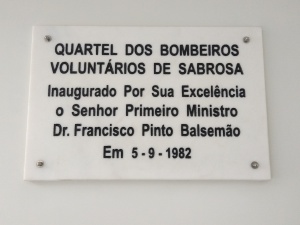 QUARTEL DOS BOMBEIROS
VOLUNTÁRIOS DE SABROSA
Inaugurado Por Sua Excelência
o Senhor Primeiro Ministro
Dr. Francisco Pinto Balsemão
Em 5-9-1982